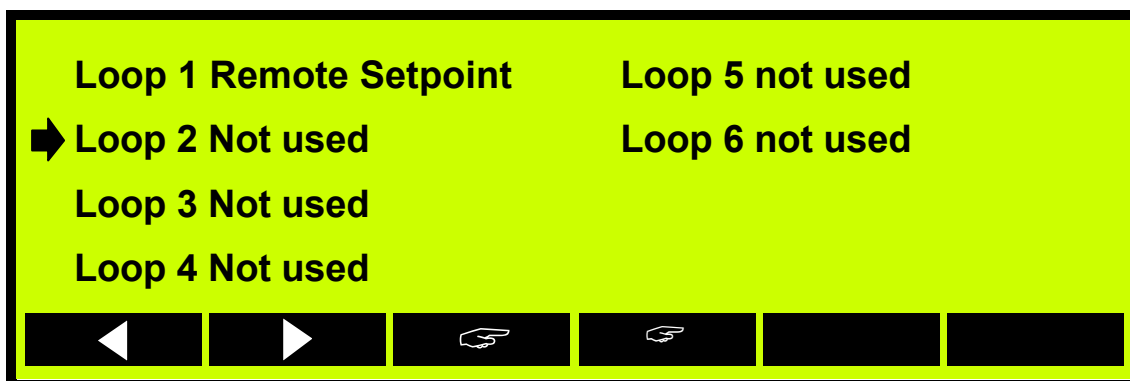 Loop 1 Remote Setpoint
Loop 2 Not used
Loop 3 Not used
Loop 4 Not used
Loop 5 not used
Loop 6 not used